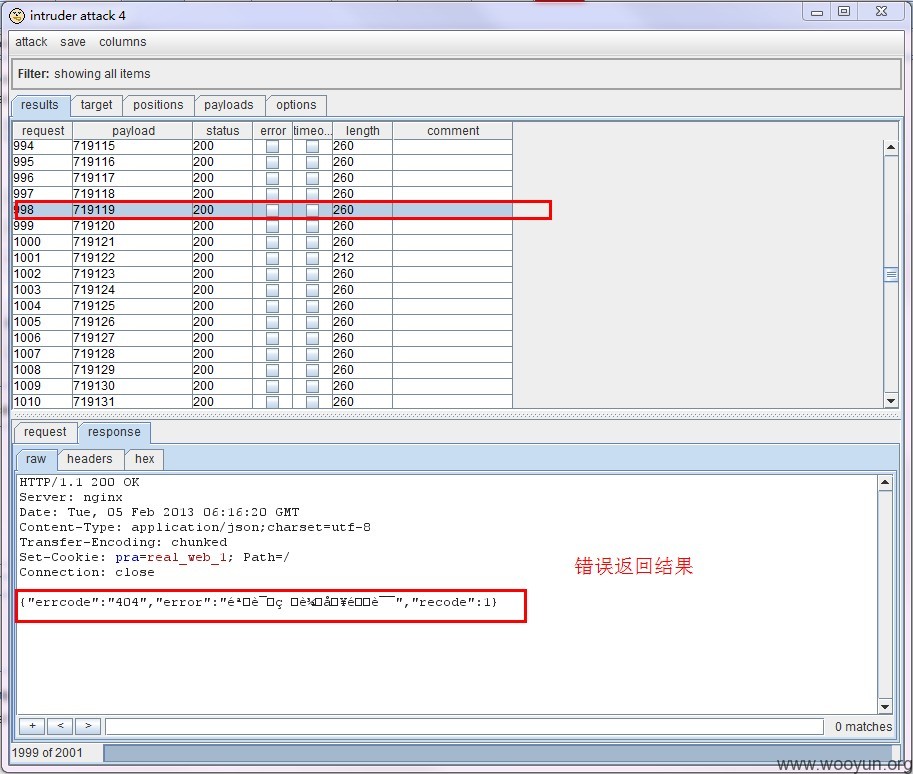 intruder attack 4
attack save columns
Filter: showing all items
results target positions payloads options
request payload status error timeo... length comment
994 719115 200 260
995 719116 200 260
996 719117 200 260
997 719118 200 260
998 719119 200 260
999 719120 200 260
1000 719121 200 260
1001 719122 200 212
1002 719123 200 260
1003 719124 200 260
1004 719125 200 260
1005 719126 200 260
1006 719127 200 260
1007 719128 200 260
1008 719129 200 260
1009 719130 200 260
1010 719131 200 260
request response
raw headers hex
HTTP/1.1 200 OK
Server: nginx
Date: Tue, 05 Feb 2013 06:16:20 GMT
Content-Type: application/json;charset=utf-8
Transfer-Encoding: chunked
Set-Cookie: pra=real_web_1; Path=/
Connection: close
错误返回结果
{"errcode":"404","error":"","recode":1}
+ < > 0 matches
1999 of 2001
www.wooyun.org